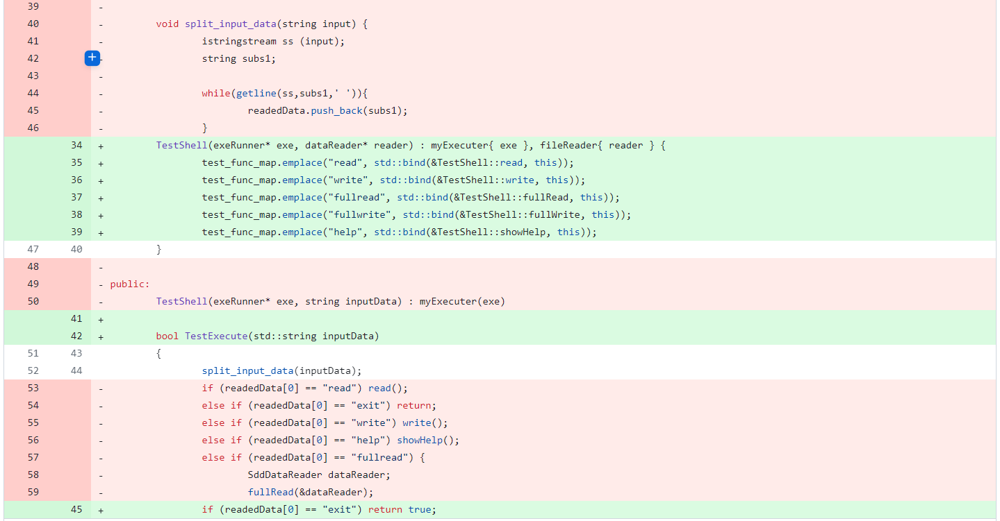 39 -
40 - void split_input_data(string input) {
41 - istringstream ss (input);
42 + - string subs1;
43 -
44 - while(getline(ss,subs1,' ')){
45 - readedData.push_back(subs1);
46 - }
34 + TestShell(exeRunner* exe, dataReader* reader) : myExecuter{ exe }, fileReader{ reader } {
35 + test_func_map.emplace("read", std::bind(&TestShell::read, this));
36 + test_func_map.emplace("write", std::bind(&TestShell::write, this));
37 + test_func_map.emplace("fullread", std::bind(&TestShell::fullRead, this));
38 + test_func_map.emplace("fullwrite", std::bind(&TestShell::fullWrite, this));
39 + test_func_map.emplace("help", std::bind(&TestShell::showHelp, this));
47 40 }
48 -
49 - public:
50 - TestShell(exeRunner* exe, string inputData) : myExecuter(exe)
41 +
42 + bool TestExecute(std::string inputData)
51 43 {
52 44 split_input_data(inputData);
53 - if (readedData[0] == "read") read();
54 - else if (readedData[0] == "exit") return;
55 - else if (readedData[0] == "write") write();
56 - else if (readedData[0] == "help") showHelp();
57 - else if (readedData[0] == "fullread") {
58 - SddDataReader dataReader;
59 - fullRead(&dataReader);
45 + if (readedData[0] == "exit") return true;